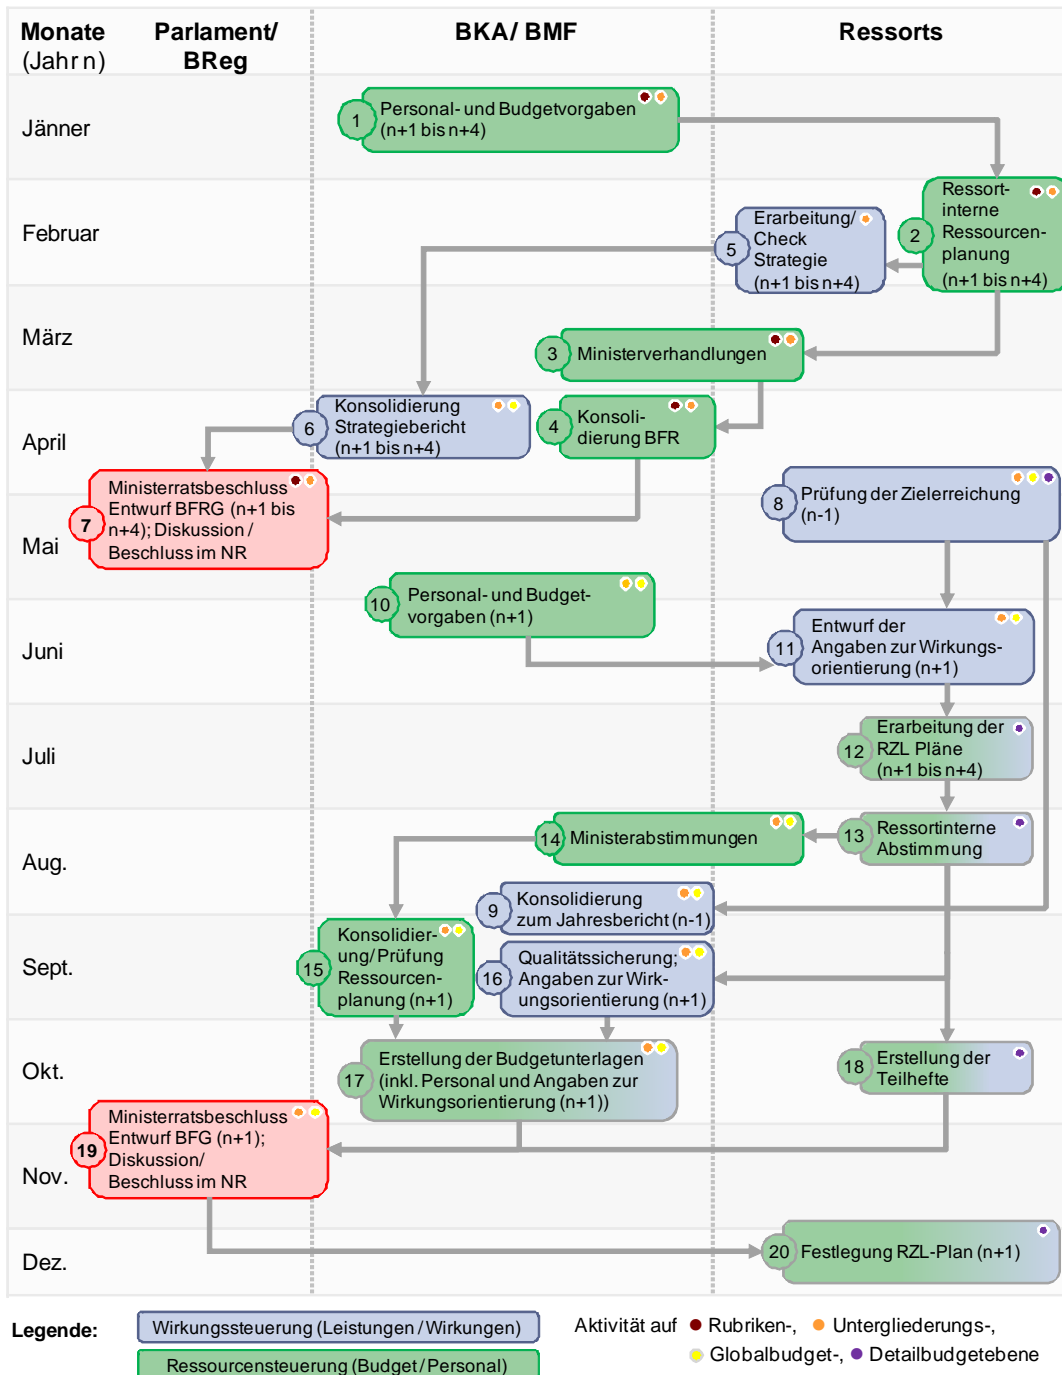 Monate
(Jahr n)
Parlament/
BReg
BKA/ BMF
Ressorts
Jänner
1
Personal- und Budgetvorgaben
(n+1 bis n+4)
Februar
2
Ressort-
interne
Ressourcen-
planung
(n+1 bis n+4)
5
Erarbeitung/
Check
Strategie
(n+1 bis n+4)
März
3
Ministerverhandlungen
April
6
Konsolidierung
Strategiebericht
(n+1 bis n+4)
4
Konsoli-
dierung BFR
7
Ministerratsbeschluss
Entwurf BFRG (n+1 bis
n+4); Diskussion /
Beschluss im NR
8
Prüfung der Zielerreichung
(n-1)
Mai
10
Personal- und Budget-
vorgaben (n+1)
Juni
11
Entwurf der
Angaben zur Wirkungs-
orientierung (n+1)
Juli
12
Erarbeitung der
RZL Pläne
(n+1 bis n+4)
Aug.
14
Ministerabstimmungen
13
Ressortinterne
Abstimmung
9
Konsolidierung
zum Jahresbericht (n-1)
Sept.
15
Konsolidier-
ung/Prüfung
Ressourcen-
planung (n+1)
16
Qualitätssicherung;
Angaben zur Wirk-
ungsorientierung (n+1)
Okt.
17
Erstellung der Budgetunterlagen
(inkl. Personal und Angaben zur
Wirkungsorientierung (n+1))
18
Erstellung der
Teilhefte
19
Ministerratsbeschluss
Entwurf BFG (n+1);
Diskussion/
Beschluss im NR
Nov.
Dez.
20
Festlegung RZL-Plan (n+1)
Legende:
Wirkungssteuerung (Leistungen / Wirkungen)
Ressourcensteuerung (Budget / Personal)
Aktivität auf Rubriken-, Untergliederungs-,
Globalbudget-, Detailbudgetebene